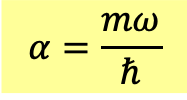 α = mω / ħ